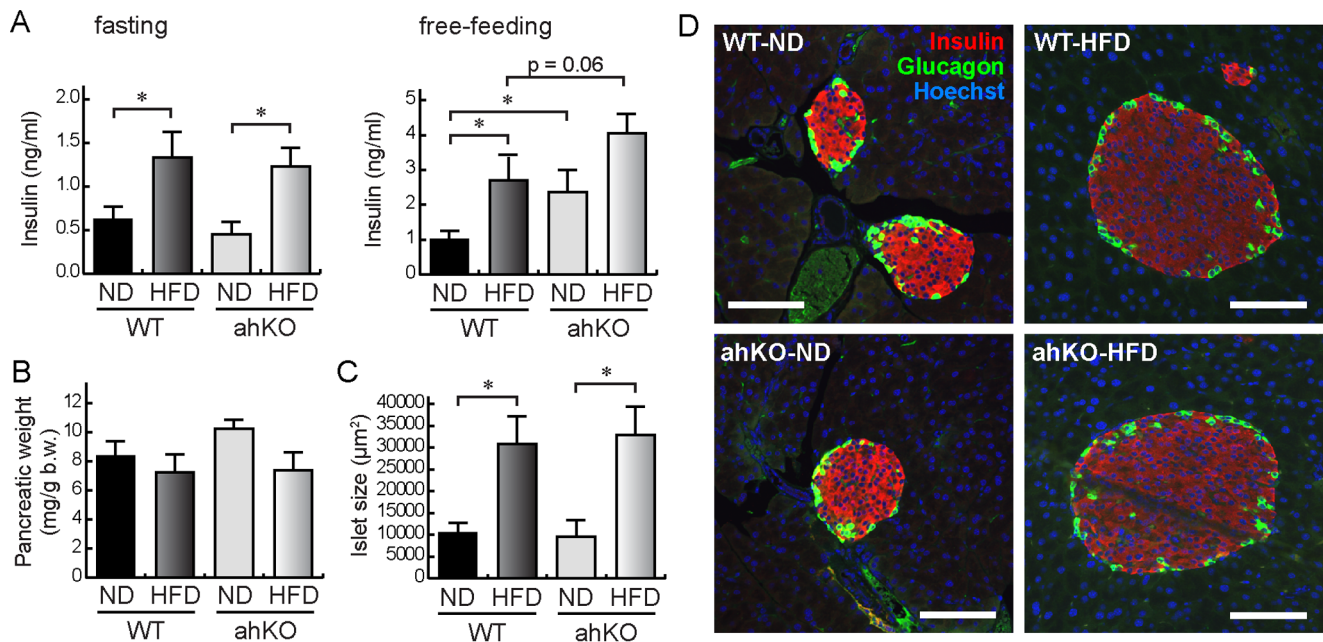 A
fasting
free-feeding
D
p = 0.06
*
*
*
*
Insulin (ng/ml)
2.0
1.5
1.0
0.5
0.0
Insulin (ng/ml)
5
4
3
2
1
0
ND HFD ND HFD
WT ahKO
ND HFD ND HFD
WT ahKO
B
Pancreatic weight
(mg/g b.w.)
12
10
8
6
4
2
0
ND HFD ND HFD
WT ahKO
C
*
*
Islet size (µm²)
40000
35000
30000
25000
20000
15000
10000
5000
0
ND HFD ND HFD
WT ahKO
WT-ND
Insulin
Glucagon
Hoechst
WT-HFD
ahKO-ND
ahKO-HFD